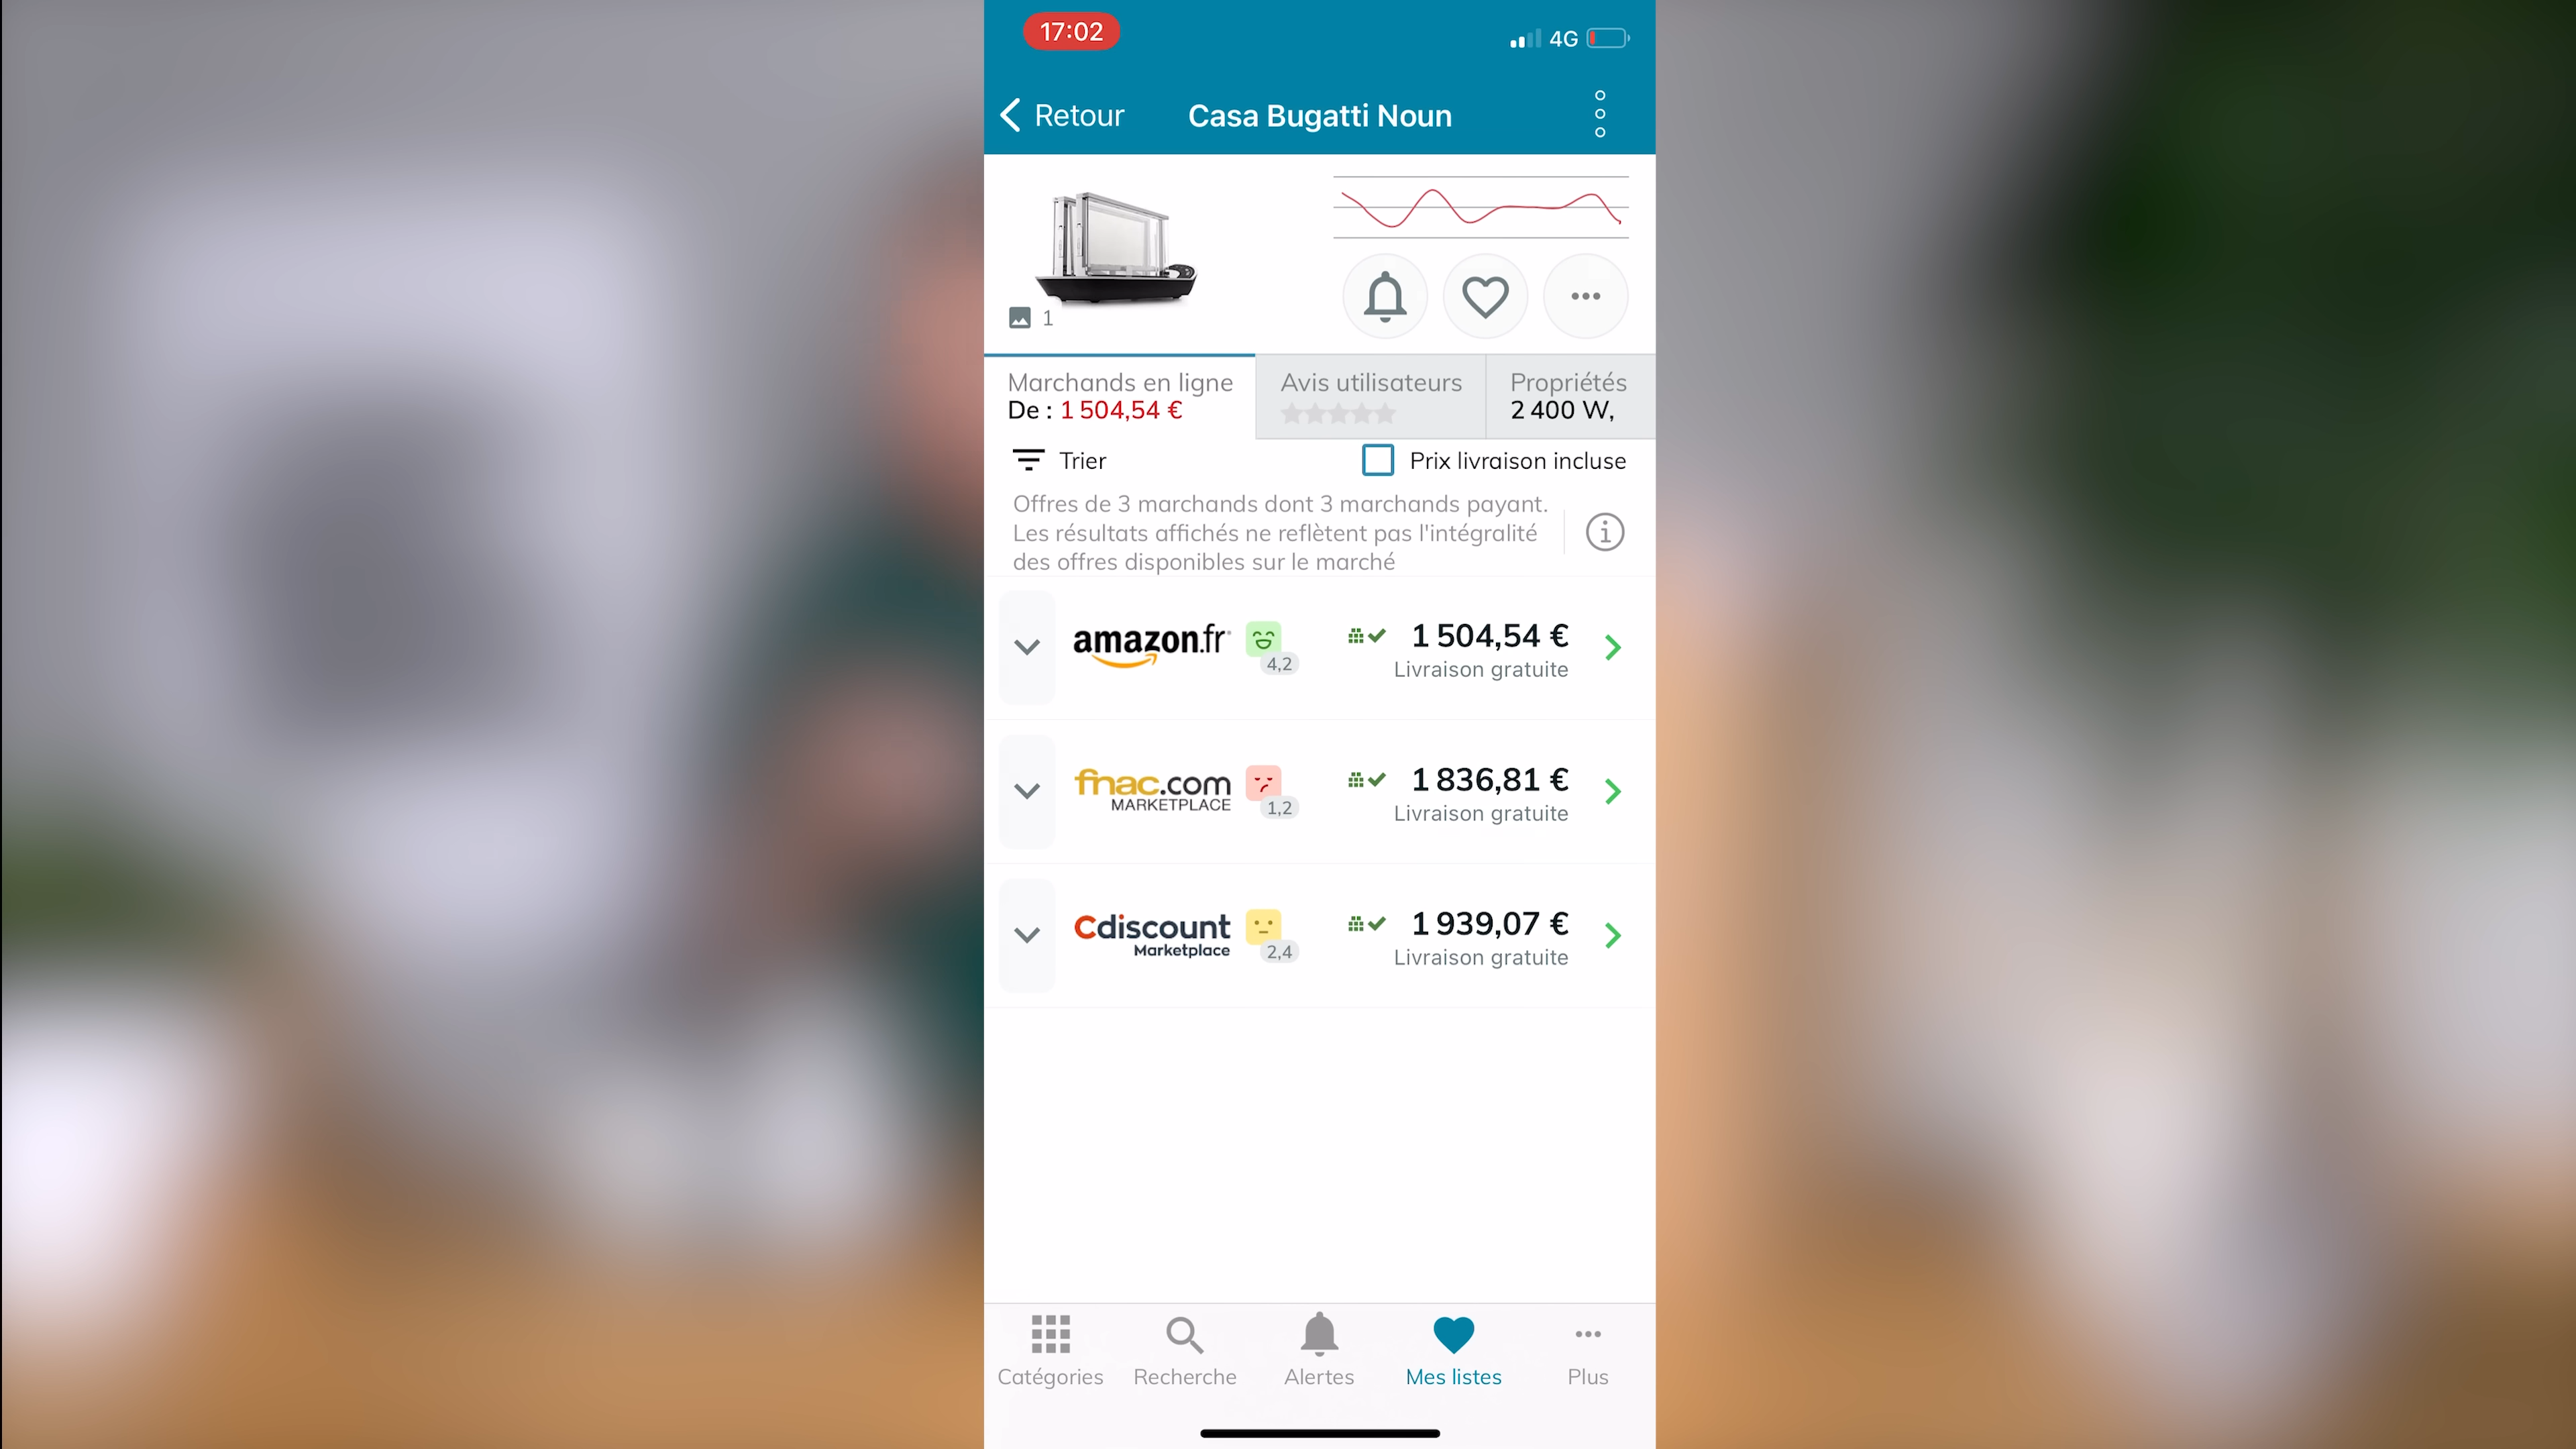 17:02
4G
Retour
Casa Bugatti Noun
1
Marchands en ligne
De : 1 504,54 €
Avis utilisateurs
Propriétés
2 400 W,
Trier
Prix livraison incluse
Offres de 3 marchands dont 3 marchands payant.
Les résultats affichés ne reflètent pas l'intégralité
des offres disponibles sur le marché
amazon.fr
4,2
1 504,54 €
Livraison gratuite
fnac.com
MARKETPLACE
1,2
1 836,81 €
Livraison gratuite
Cdiscount
Marketplace
2,4
1 939,07 €
Livraison gratuite
Catégories
Recherche
Alertes
Mes listes
Plus